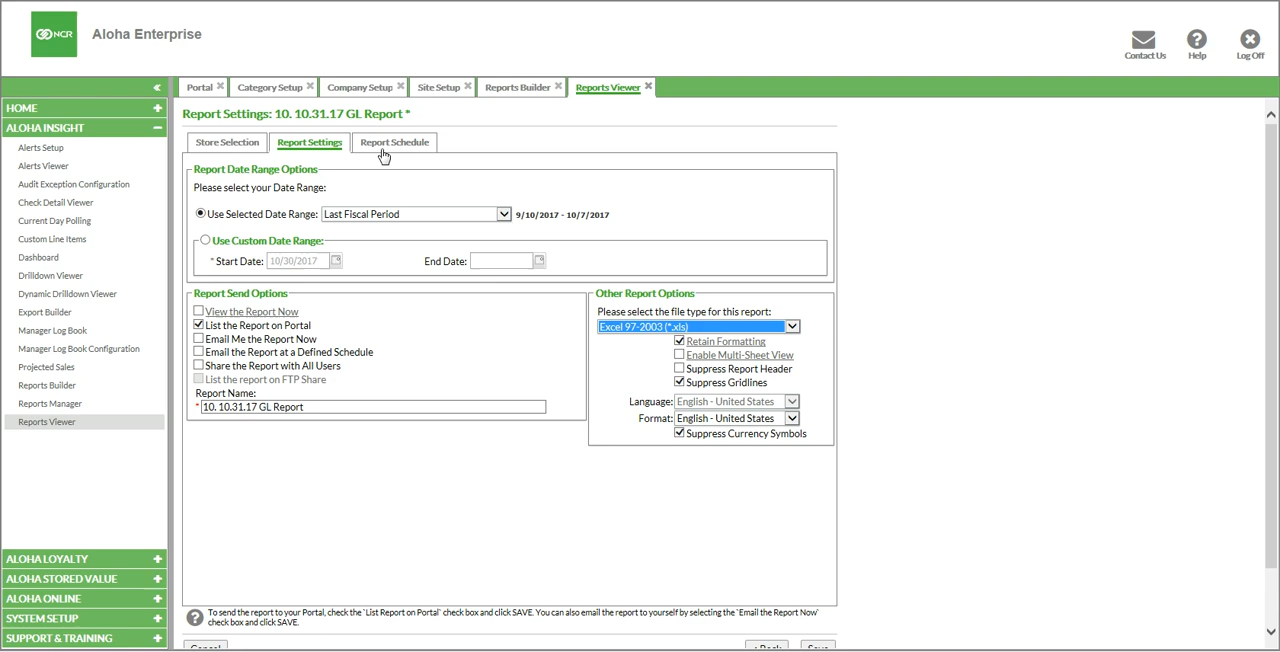 NCR Aloha Enterprise
Contact Us Help Log Off
«
Portal Category Setup Company Setup Site Setup Reports Builder Reports Viewer
HOME +
ALOHA INSIGHT −
Alerts Setup
Alerts Viewer
Audit Exception Configuration
Check Detail Viewer
Current Day Polling
Custom Line Items
Dashboard
Drilldown Viewer
Dynamic Drilldown Viewer
Export Builder
Manager Log Book
Manager Log Book Configuration
Projected Sales
Reports Builder
Reports Manager
Reports Viewer
ALOHA LOYALTY +
ALOHA STORED VALUE +
ALOHA ONLINE +
SYSTEM SETUP +
SUPPORT & TRAINING +
Report Settings: 10. 10.31.17 GL Report *
Store Selection Report Settings Report Schedule
Report Date Range Options
Please select your Date Range:
Use Selected Date Range: Last Fiscal Period 9/10/2017 - 10/7/2017
Use Custom Date Range:
* Start Date: 10/30/2017 End Date:
Report Send Options
View the Report Now
List the Report on Portal
Email Me the Report Now
Email the Report at a Defined Schedule
Share the Report with All Users
List the report on FTP Share
Report Name:
* 10. 10.31.17 GL Report
Other Report Options
Please select the file type for this report:
Excel 97-2003 (*.xls)
Retain Formatting
Enable Multi-Sheet View
Suppress Report Header
Suppress Gridlines
Language: English - United States
Format: English - United States
Suppress Currency Symbols
? To send the report to your Portal, check the `List Report on Portal` check box and click SAVE. You can also email the report to yourself by selecting the `Email the Report Now`
check box and click SAVE.
Cancel < Back Save